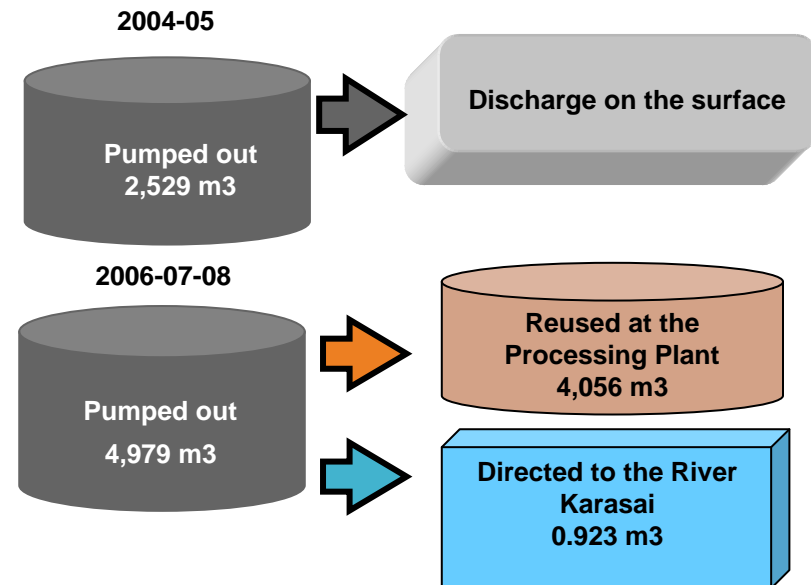 2004-05
Pumped out
2,529 m3
Discharge on the surface
2006-07-08
Pumped out
4,979 m3
Reused at the
Processing Plant
4,056 m3
Directed to the River
Karasai
0.923 m3